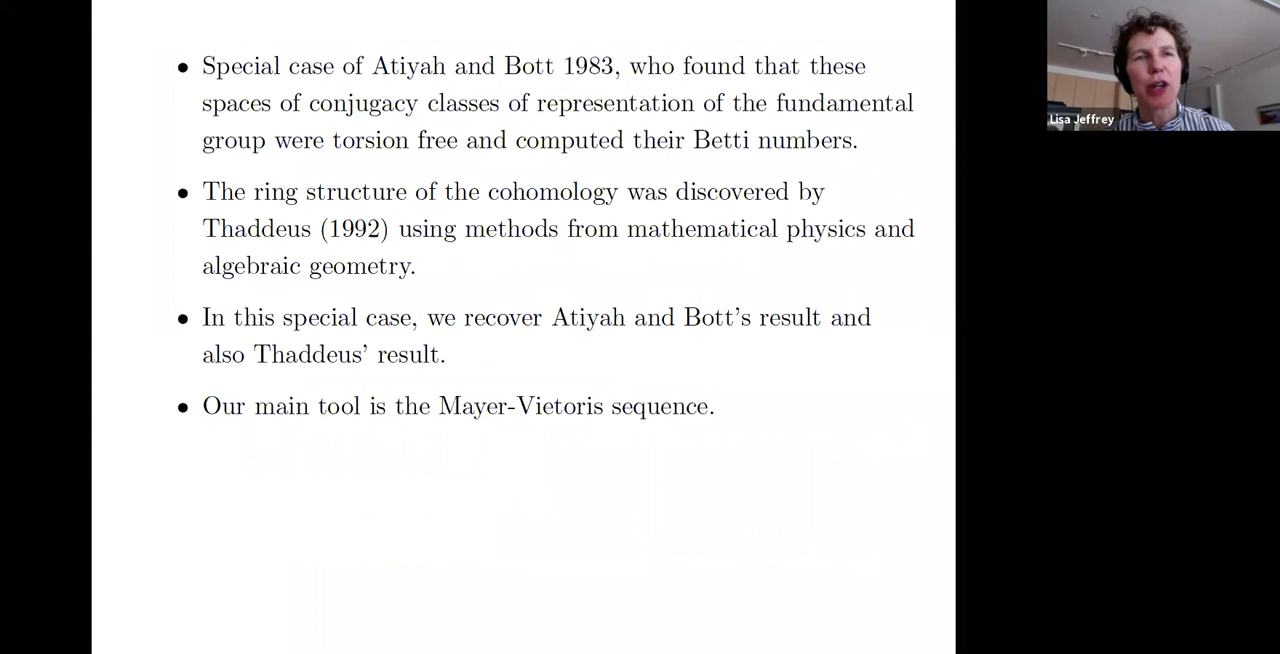 • Special case of Atiyah and Bott 1983, who found that these
spaces of conjugacy classes of representation of the fundamental
group were torsion free and computed their Betti numbers.
• The ring structure of the cohomology was discovered by
Thaddeus (1992) using methods from mathematical physics and
algebraic geometry.
• In this special case, we recover Atiyah and Bott's result and
also Thaddeus' result.
• Our main tool is the Mayer-Vietoris sequence.
Lisa Jeffrey